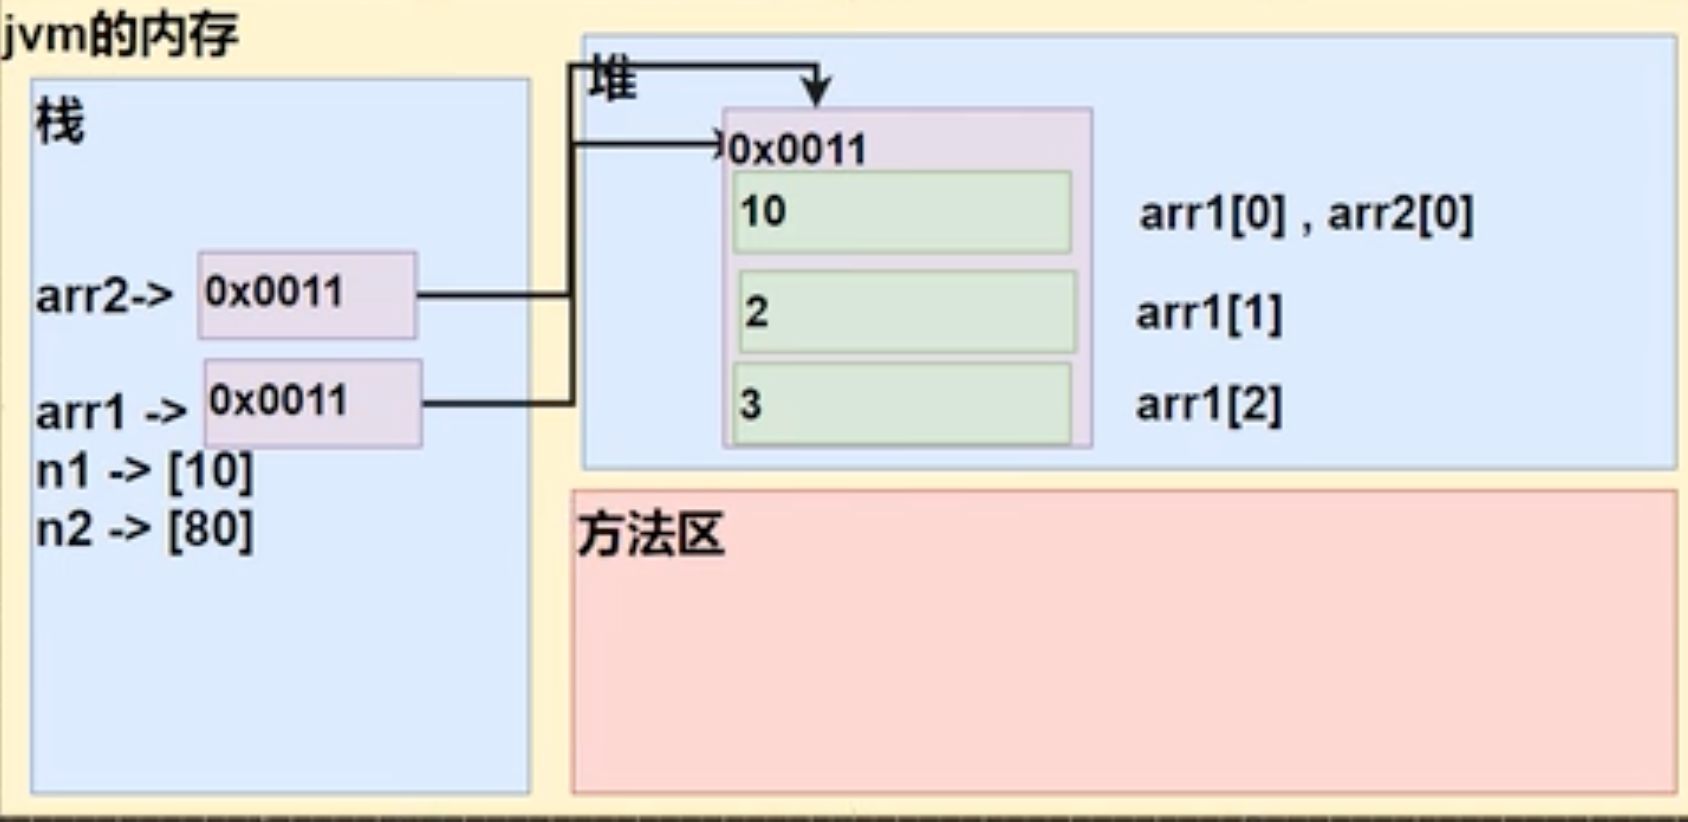 jvm的内存
栈
arr2-> 0x0011
arr1 -> 0x0011
n1 -> [10]
n2 -> [80]
堆
0x0011
10 arr1[0] , arr2[0]
2 arr1[1]
3 arr1[2]
方法区